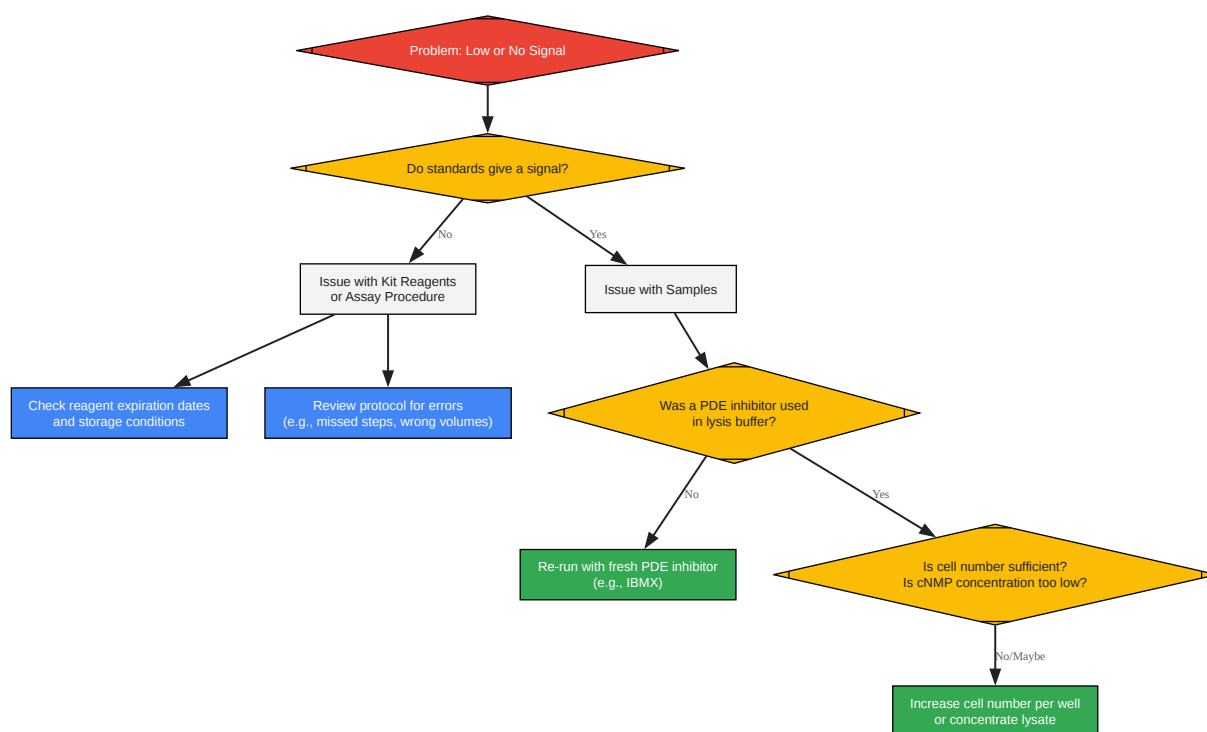 Problem: Low or No Signal
Do standards give a signal?
No
Yes
Issue with Kit Reagents
or Assay Procedure
Issue with Samples
Check reagent expiration dates
and storage conditions
Review protocol for errors
(e.g., missed steps, wrong volumes)
Was a PDE inhibitor used
in lysis buffer?
No
Yes
Re-run with fresh PDE inhibitor
(e.g., IBMX)
Is cell number sufficient?
Is cNMP concentration too low?
No/Maybe
Increase cell number per well
or concentrate lysate